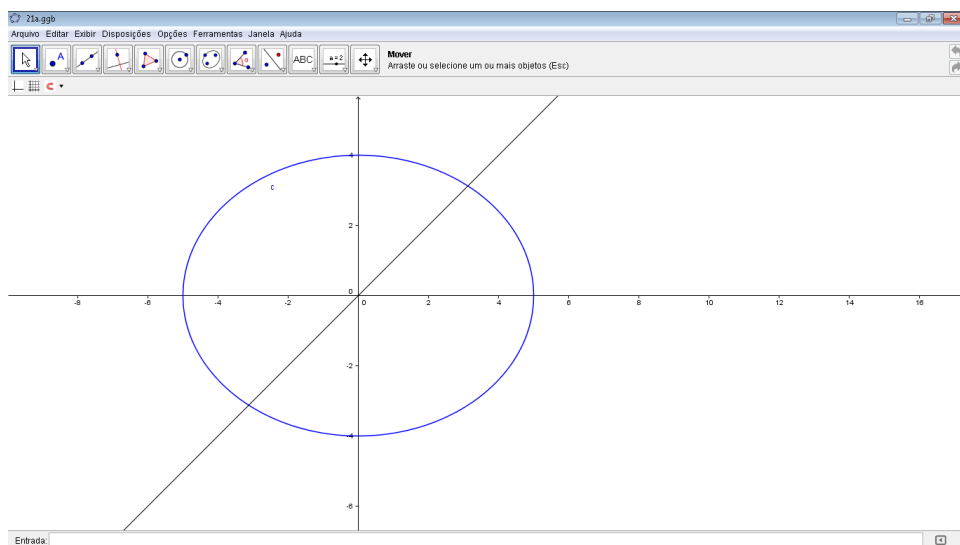 21a.ggb
Arquivo Editar Exibir Disposições Opções Ferramentas Janela Ajuda
A α ABC a=2
Mover
Arraste ou selecione um ou mais objetos (Esc)
4
c
2
0
-8 -6 -4 -2 0 2 4 6 8 10 12 14 16
-2
-4
-6
Entrada: